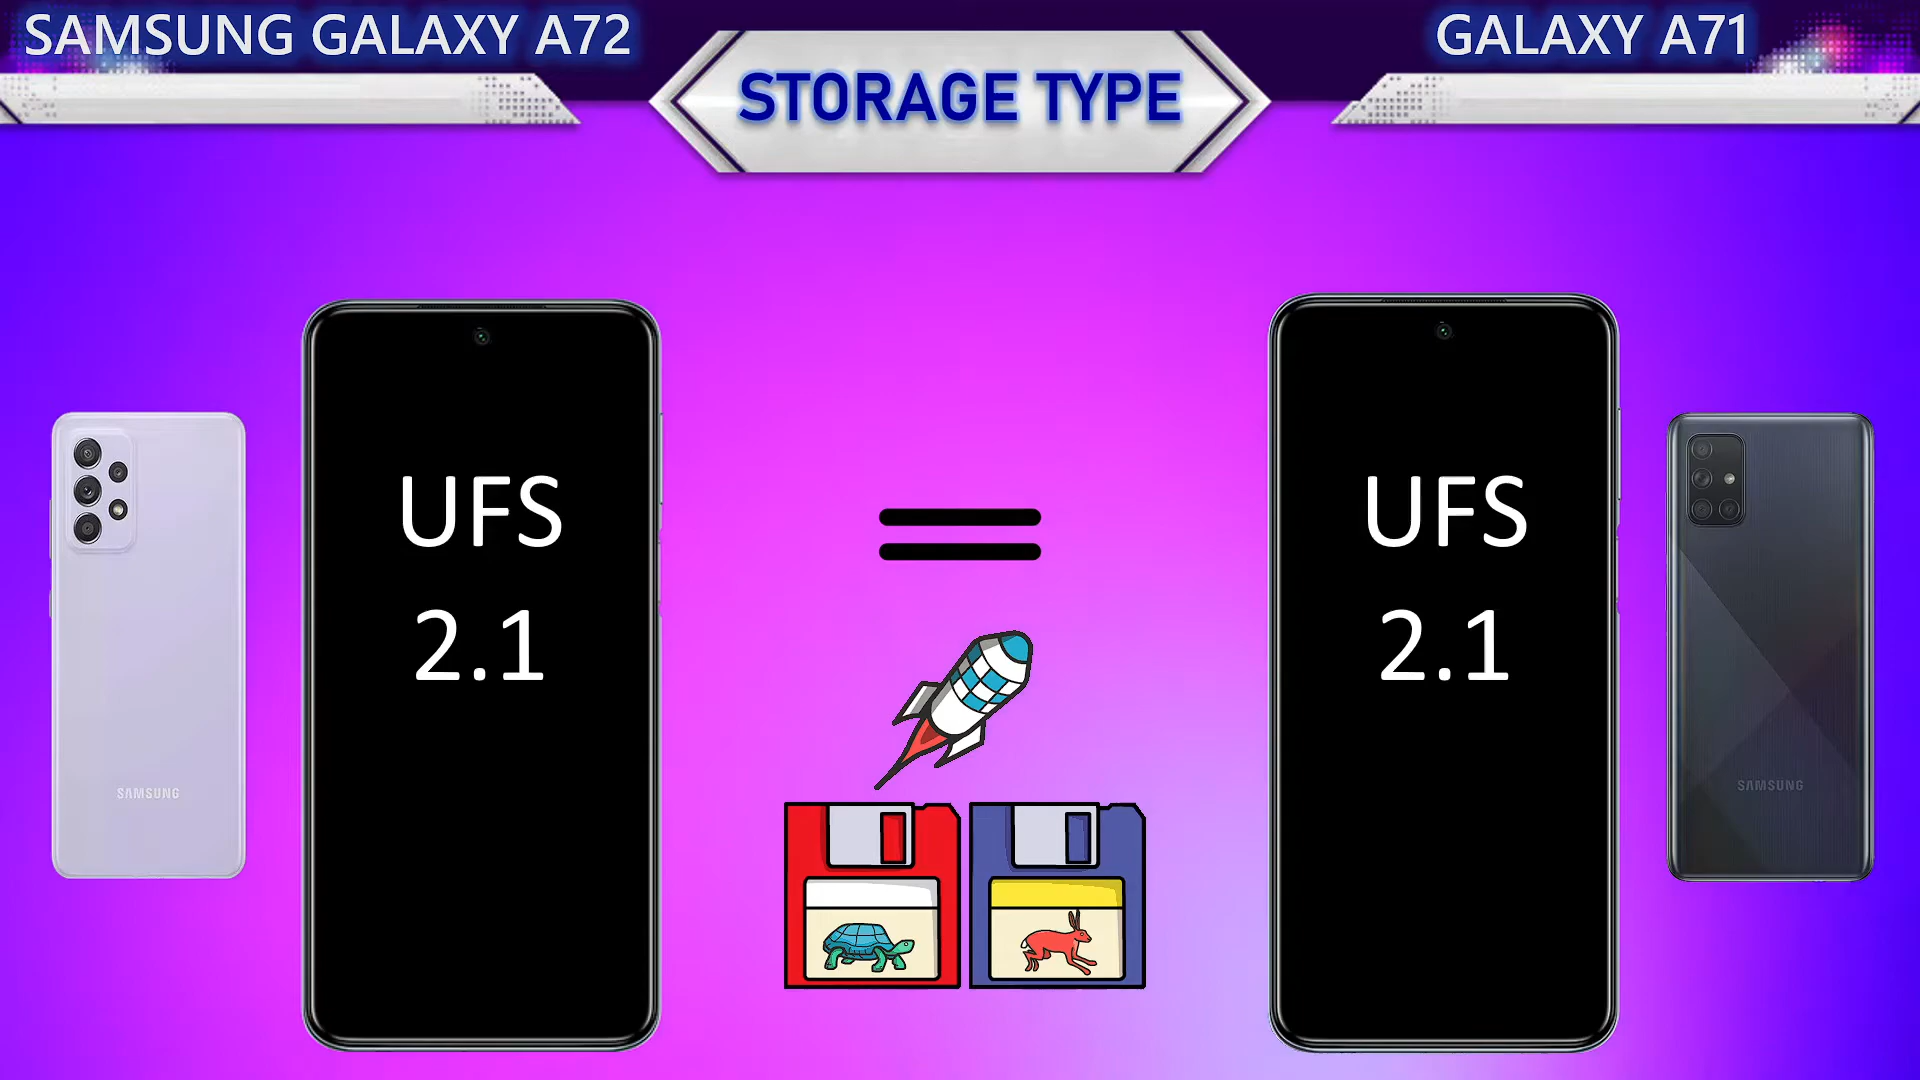 SAMSUNG GALAXY A72
GALAXY A71
STORAGE TYPE
UFS
2.1
UFS
2.1
SAMSUNG
SAMSUNG